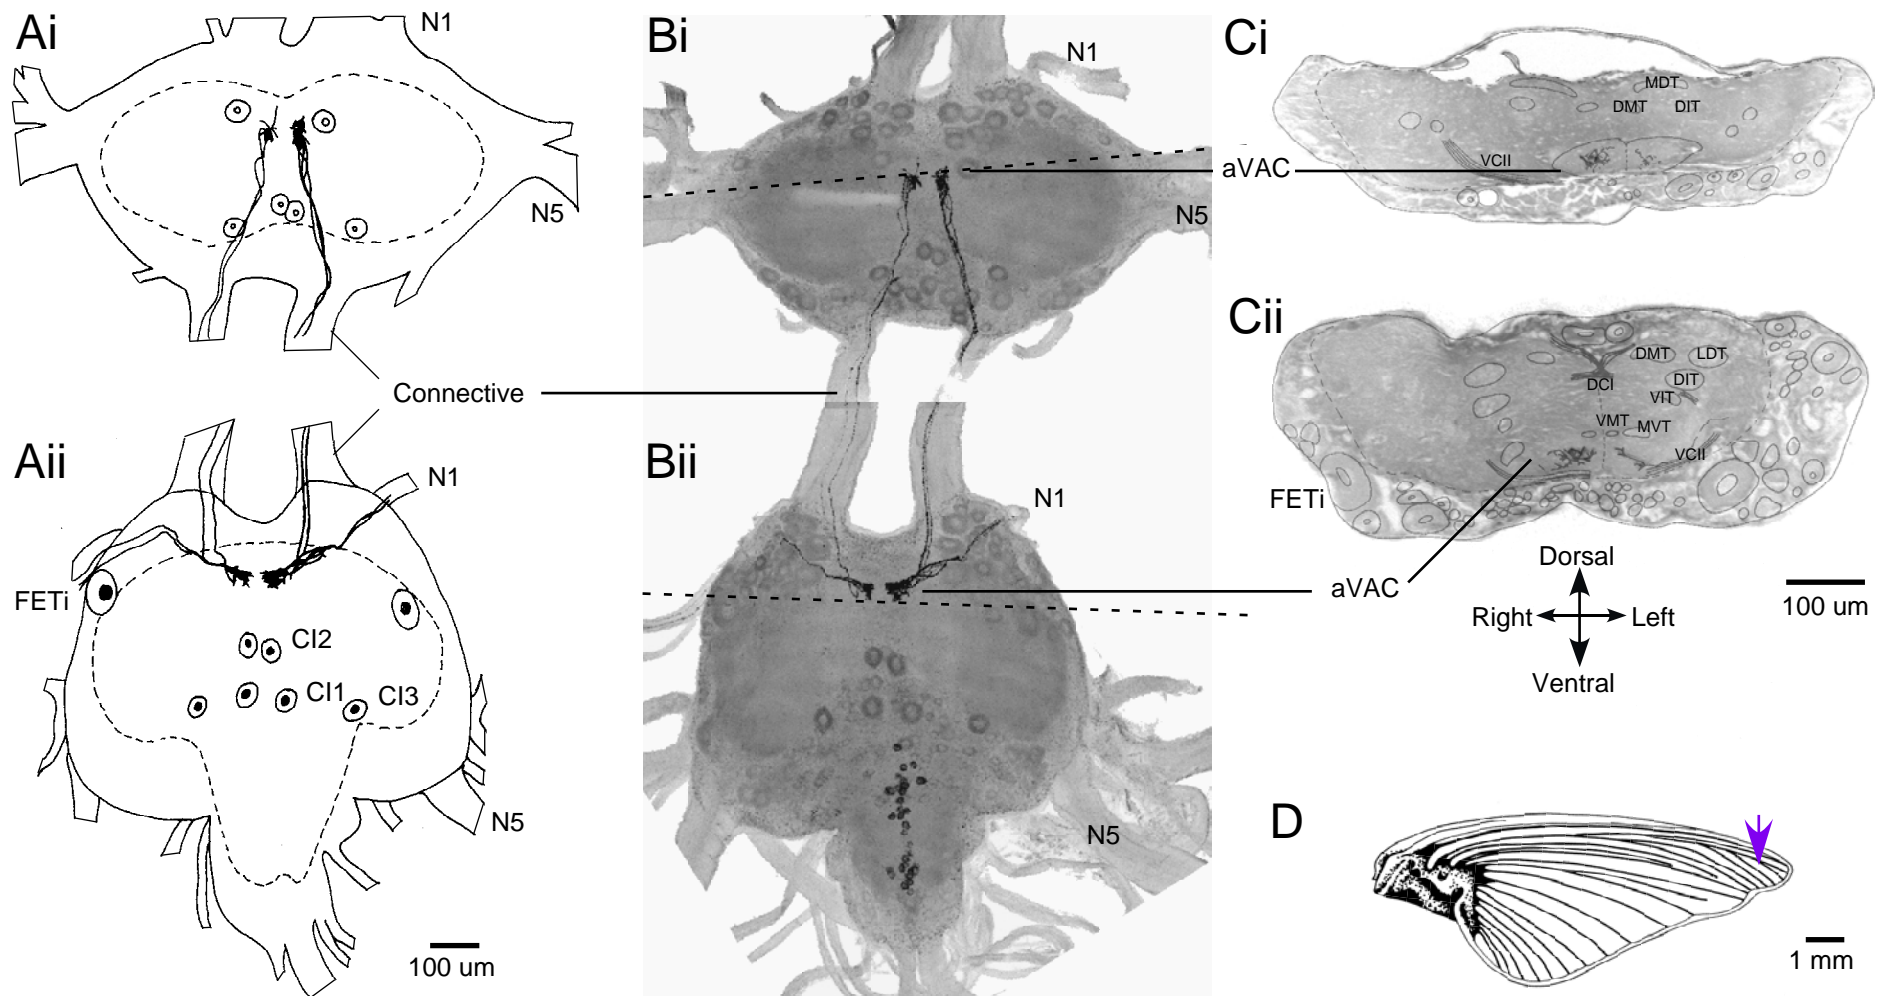 Ai
N1
N5
Connective
Aii
N1
FETi
CI2
CI1
CI3
N5
100 um
Bi
N1
N5
Bii
N1
N5
Ci
MDT
DMT
DIT
VCII
aVAC
Cii
DMT
LDT
DCI
DIT
VIT
VMT
MVT
VCII
FETi
aVAC
Dorsal
Right
Left
Ventral
100 um
D
1 mm